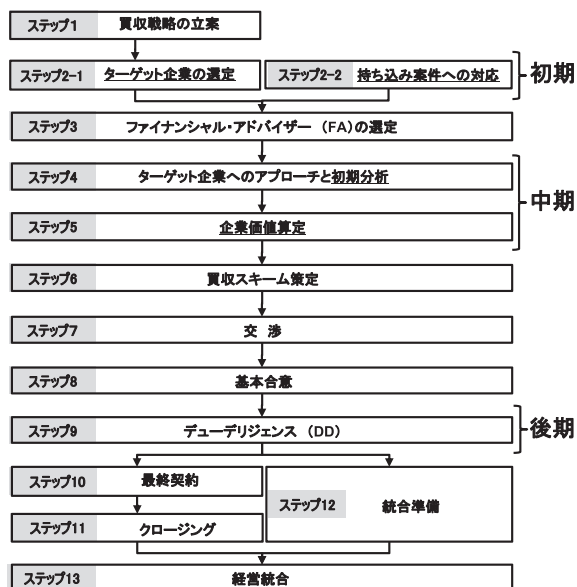 ステップ1 買収戦略の立案
ステップ2-1 ターゲット企業の選定 ステップ2-2 持ち込み案件への対応 初期
ステップ3 ファイナンシャル・アドバイザー (FA)の選定
ステップ4 ターゲット企業へのアプローチと初期分析
中期
ステップ5 企業価値算定
ステップ6 買収スキーム策定
ステップ7 交 渉
ステップ8 基本合意
ステップ9 デューデリジェンス (DD) 後期
ステップ10 最終契約
ステップ12 統合準備
ステップ11 クロージング
ステップ13 経営統合